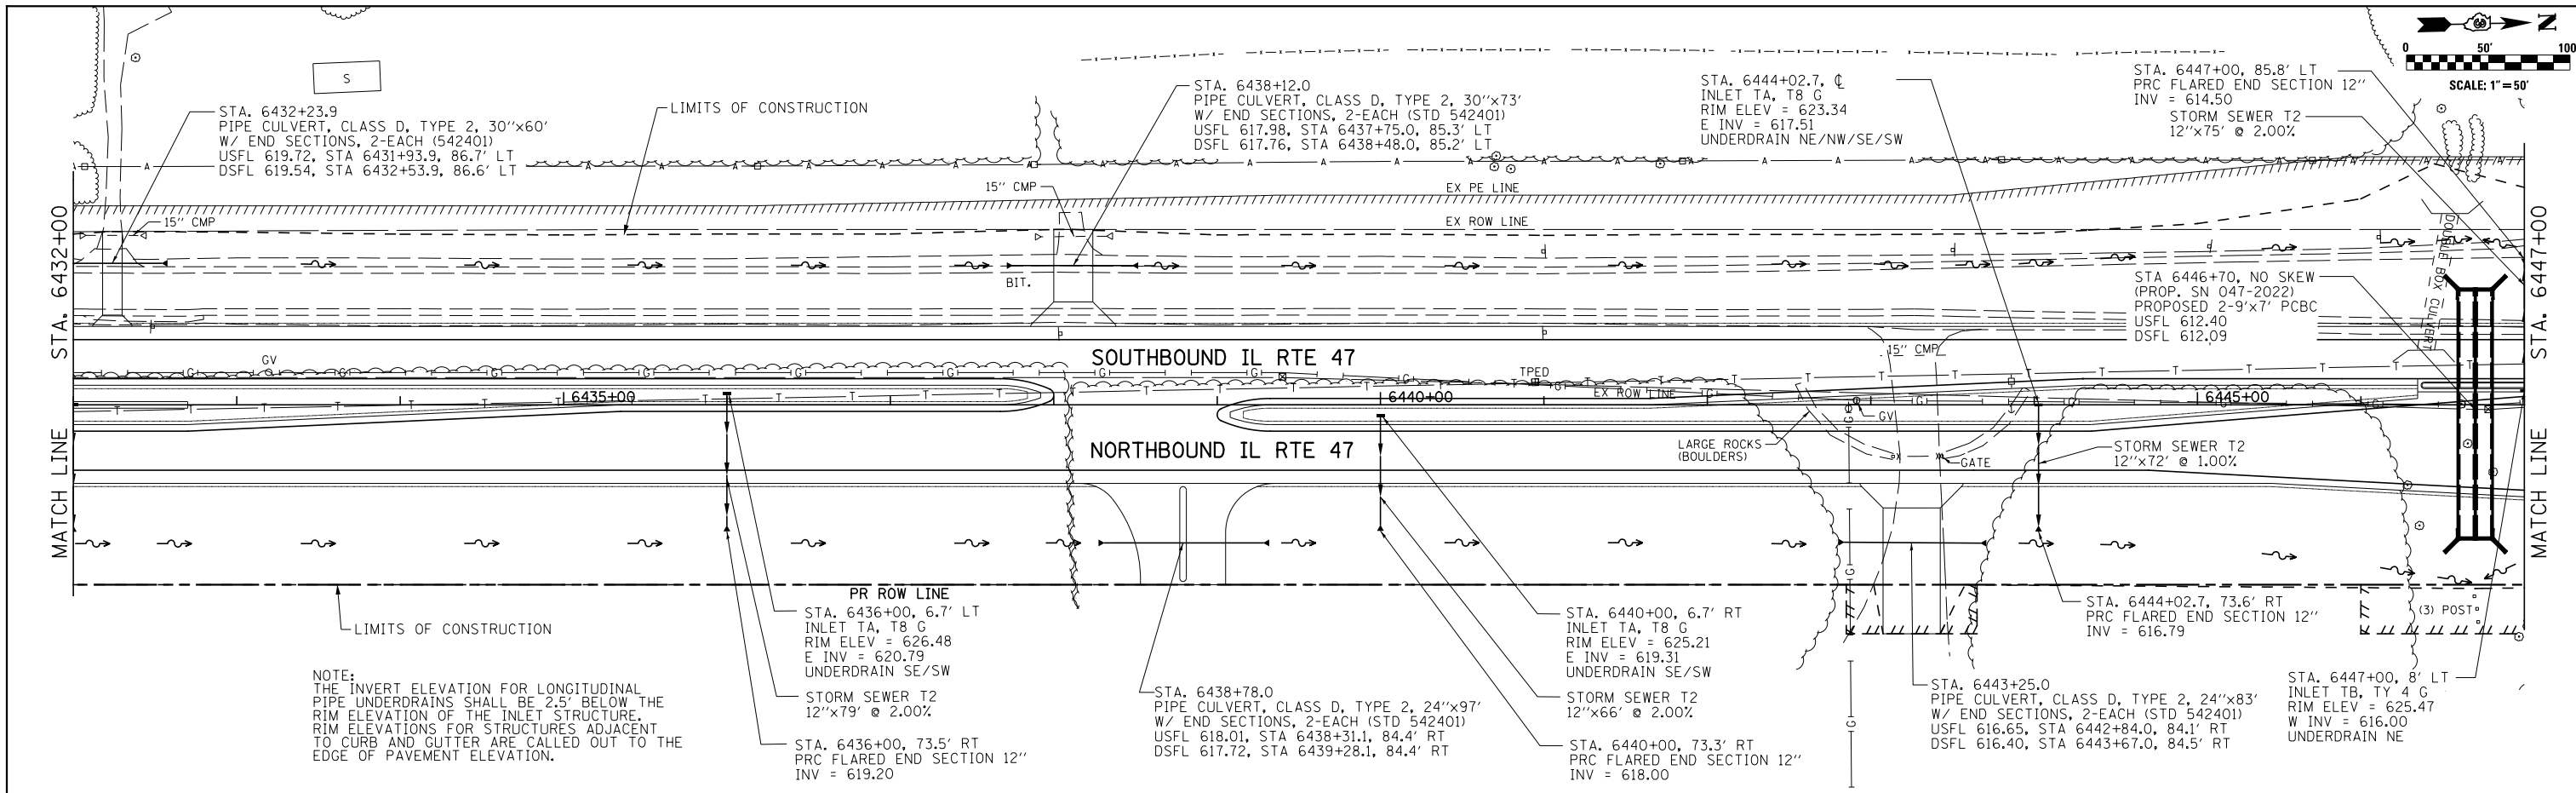 N
0 50' 100
SCALE: 1" = 50'
S
STA. 6432+23.9
PIPE CULVERT, CLASS D, TYPE 2, 30"x60'
W/ END SECTIONS, 2-EACH (542401)
USFL 619.72, STA 6431+93.9, 86.7' LT
DSFL 619.54, STA 6432+53.9, 86.6' LT
LIMITS OF CONSTRUCTION
STA. 6438+12.0
PIPE CULVERT, CLASS D, TYPE 2, 30"x73'
W/ END SECTIONS, 2-EACH (STD 542401)
USFL 617.98, STA 6437+75.0, 85.3' LT
DSFL 617.76, STA 6438+48.0, 85.2' LT
STA. 6444+02.7, ℄
INLET TA, T8 G
RIM ELEV = 623.34
E INV = 617.51
UNDERDRAIN NE/NW/SE/SW
STA. 6447+00, 85.8' LT
PRC FLARED END SECTION 12"
INV = 614.50
STORM SEWER T2
12"x75' @ 2.00%
15" CMP
15" CMP
EX PE LINE
EX ROW LINE
MATCH LINE STA. 6432+00
MATCH LINE STA. 6447+00
BIT.
DOUBLE BOX CULVERT
STA 6446+70, NO SKEW
(PROP. SN 047-2022)
PROPOSED 2-9'x7' PCBC
USFL 612.40
DSFL 612.09
GV
SOUTHBOUND IL RTE 47
15" CMP
TPED
6435+00
6440+00
EX ROW LINE
6445+00
GV
NORTHBOUND IL RTE 47
LARGE ROCKS
(BOULDERS)
GATE
STORM SEWER T2
12"x72' @ 1.00%
PR ROW LINE
LIMITS OF CONSTRUCTION
STA. 6436+00, 6.7' LT
INLET TA, T8 G
RIM ELEV = 626.48
E INV = 620.79
UNDERDRAIN SE/SW
STORM SEWER T2
12"x79' @ 2.00%
STA. 6436+00, 73.5' RT
PRC FLARED END SECTION 12"
INV = 619.20
NOTE:
THE INVERT ELEVATION FOR LONGITUDINAL
PIPE UNDERDRAINS SHALL BE 2.5' BELOW THE
RIM ELEVATION OF THE INLET STRUCTURE.
RIM ELEVATIONS FOR STRUCTURES ADJACENT
TO CURB AND GUTTER ARE CALLED OUT TO THE
EDGE OF PAVEMENT ELEVATION.
STA. 6438+78.0
PIPE CULVERT, CLASS D, TYPE 2, 24"x97'
W/ END SECTIONS, 2-EACH (STD 542401)
USFL 618.01, STA 6438+31.1, 84.4' RT
DSFL 617.72, STA 6439+28.1, 84.4' RT
STA. 6440+00, 6.7' RT
INLET TA, T8 G
RIM ELEV = 625.21
E INV = 619.31
UNDERDRAIN SE/SW
STORM SEWER T2
12"x66' @ 2.00%
STA. 6440+00, 73.3' RT
PRC FLARED END SECTION 12"
INV = 618.00
STA. 6444+02.7, 73.6' RT
PRC FLARED END SECTION 12"
INV = 616.79
(3) POST
STA. 6443+25.0
PIPE CULVERT, CLASS D, TYPE 2, 24"x83'
W/ END SECTIONS, 2-EACH (STD 542401)
USFL 616.65, STA 6442+84.0, 84.1' RT
DSFL 616.40, STA 6443+67.0, 84.5' RT
STA. 6447+00, 8' LT
INLET TB, TY 4 G
RIM ELEV = 625.47
W INV = 616.00
UNDERDRAIN NE